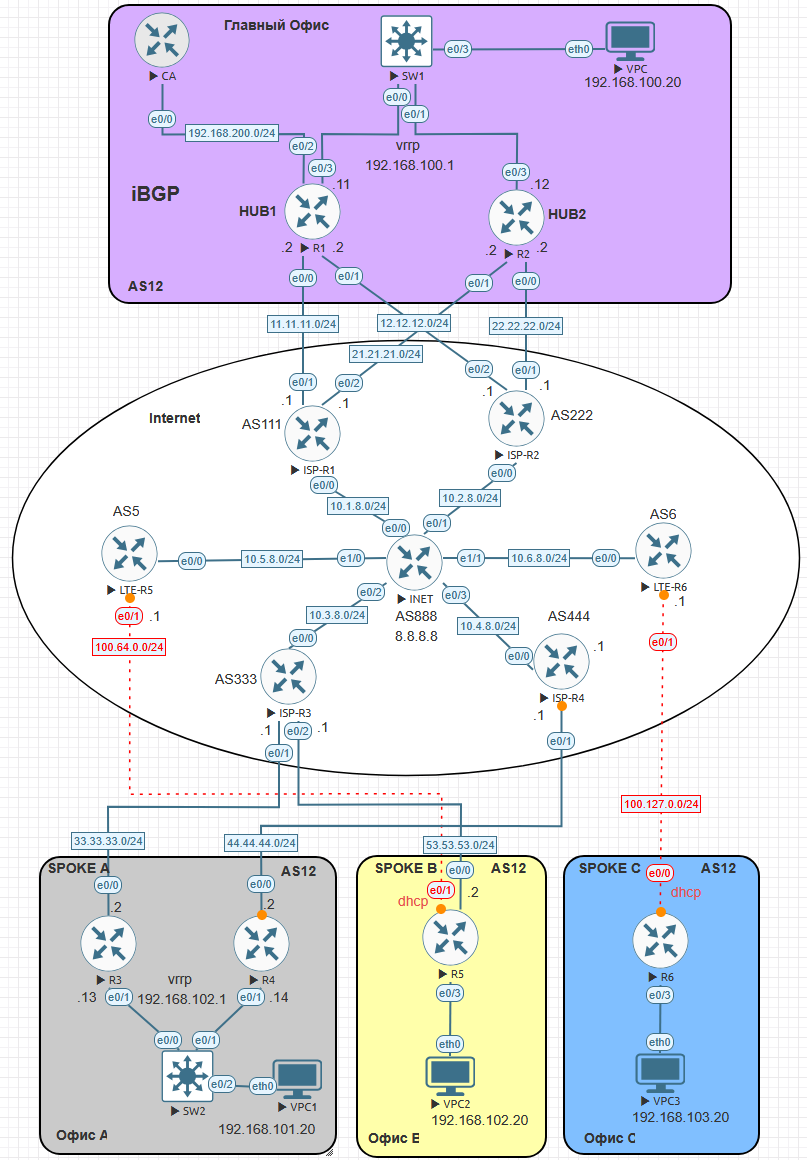 Главный Офис
CA
SW1
e0/3
eth0
VPC
192.168.100.20
e0/0
e0/0
e0/1
192.168.200.0/24
e0/2
e0/3
vrrp
192.168.100.1
e0/3
.11
.12
iBGP
HUB1
HUB2
.2
R1
.2
.2
R2
.2
e0/0
e0/1
e0/1
e0/0
AS12
11.11.11.0/24
12.12.12.0/24
22.22.22.0/24
21.21.21.0/24
e0/1
e0/2
e0/2
e0/1
.1
.1
.1
.1
Internet
AS111
AS222
ISP-R1
ISP-R2
e0/0
e0/0
10.1.8.0/24
10.2.8.0/24
AS5
AS6
e0/0
e0/1
e0/0
10.5.8.0/24
e1/0
e1/1
10.6.8.0/24
e0/0
LTE-R5
INET
LTE-R6
e0/1
.1
e0/2
e0/3
.1
10.3.8.0/24
AS888
8.8.8.8
10.4.8.0/24
AS444
100.64.0.0/24
e0/0
e0/0
.1
e0/1
AS333
ISP-R3
ISP-R4
.1
e0/2
.1
.1
e0/1
e0/1
100.127.0.0/24
33.33.33.0/24
44.44.44.0/24
53.53.53.0/24
SPOKE A
AS12
SPOKE B
AS12
SPOKE C
AS12
e0/0
e0/0
e0/0
e0/0
.2
.2
dhcp
e0/1
.2
dhcp
R3
R4
R5
R6
vrrp
192.168.102.1
.13
e0/1
e0/1
.14
e0/3
e0/3
e0/0
e0/1
eth0
eth0
e0/2
eth0
SW2
VPC1
VPC2
VPC3
192.168.101.20
192.168.102.20
192.168.103.20
Офис A
Офис B
Офис C